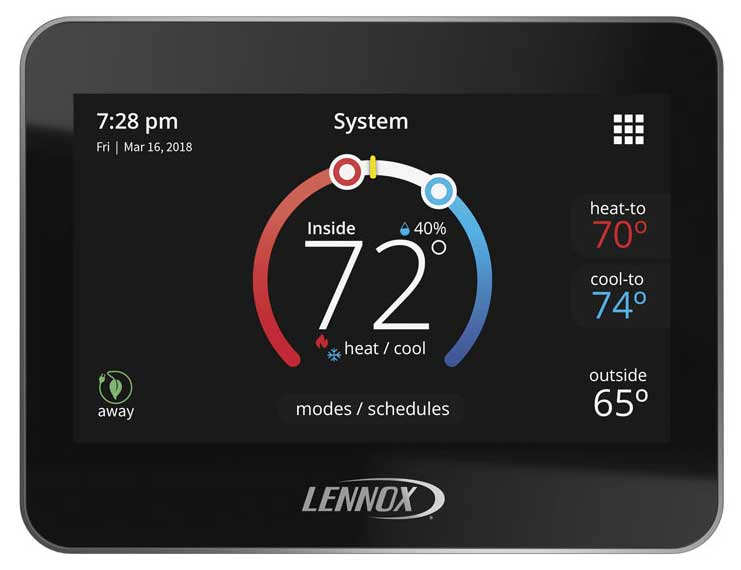 7:28 pm
Fri | Mar 16, 2018
System
Inside
40%
72°
heat / cool
heat-to
70°
cool-to
74°
outside
65°
away
modes / schedules
LENNOX